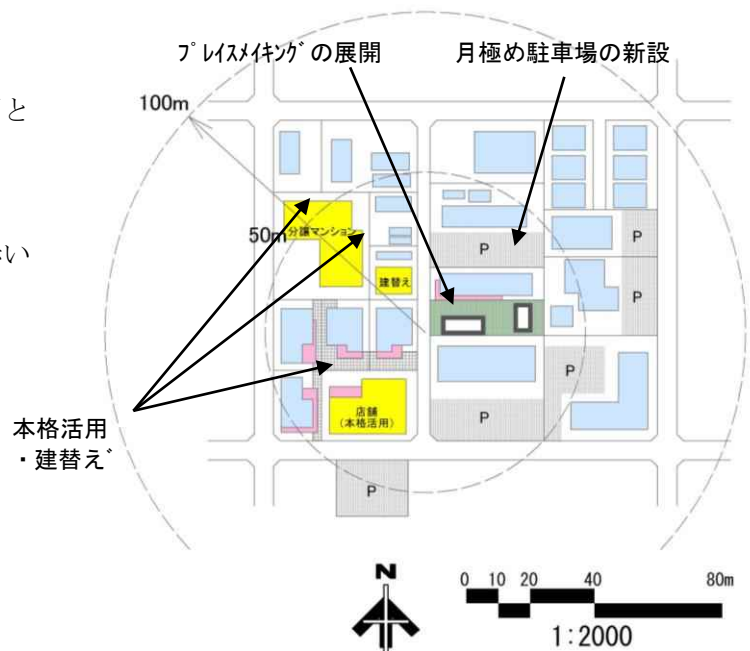 プレイスメイキングの展開
月極め駐車場の新設
と
100m
い
分譲マンション
50m
P
P
建替え
P
P
店舗
(本格活用)
P
本格活用
・建替え
P
N
0 10 20 40 80m
1:2000